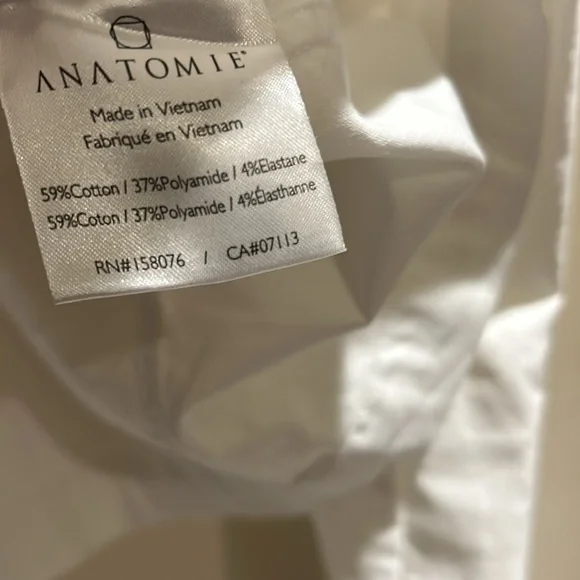 ANATOMIE®
Made in Vietnam
Fabriqué en Vietnam
59%Cotton / 37%Polyamide / 4%Elastane
59%Coton / 37%Polyamide / 4%Élasthanne
RN#158076 / CA#07113